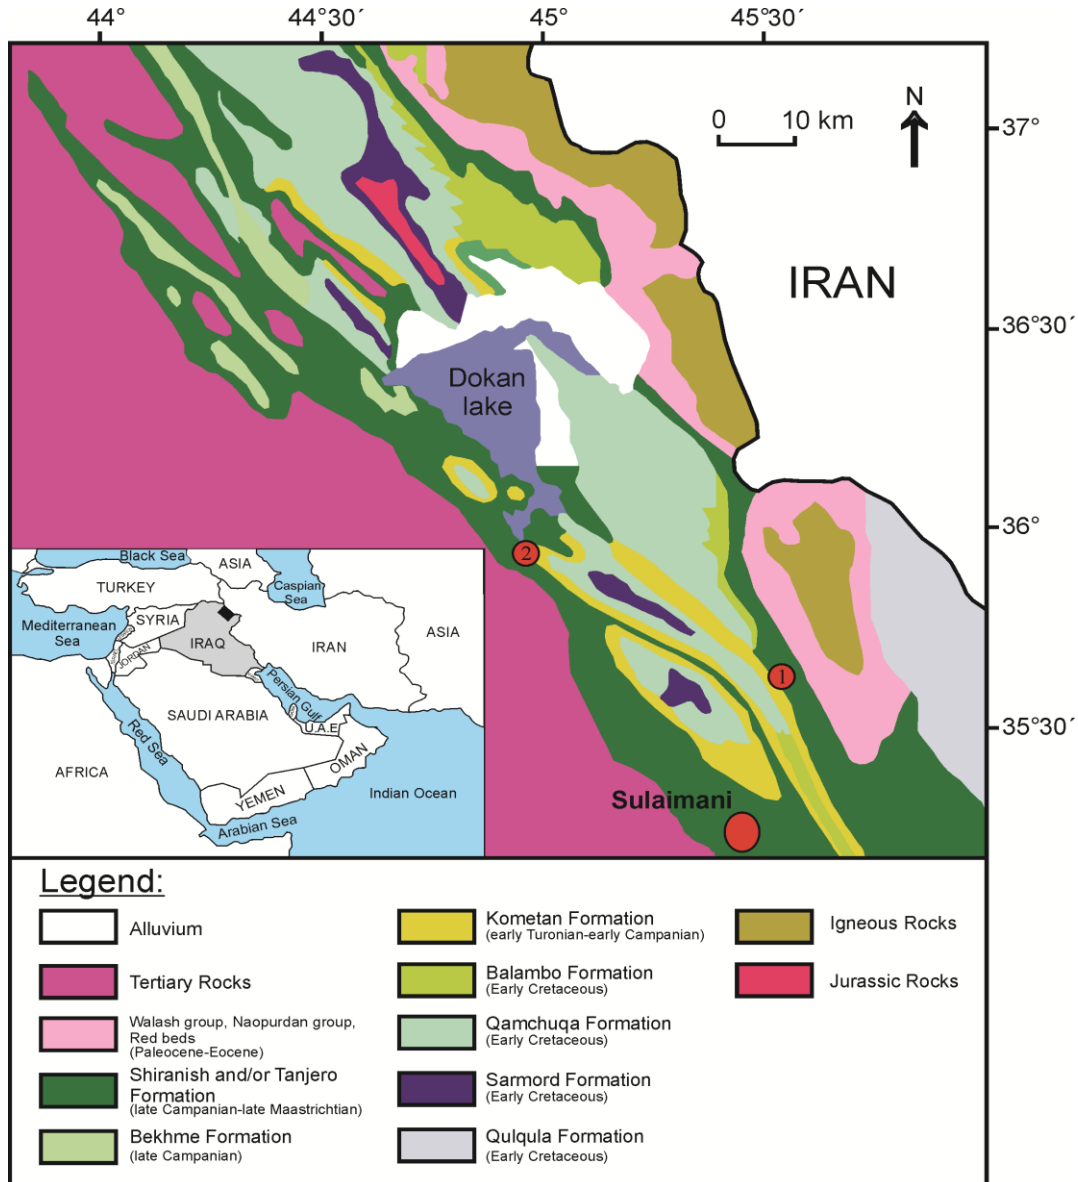 44° 44°30´ 45° 45°30´
N
0 10 km
37°
IRAN
36°30´
Dokan
lake
36°
2
1
35°30´
Sulaimani
Black Sea
ASIA
TURKEY
Caspian
Sea
Mediterranean
Sea
SYRIA
ASIA
IRAQ
IRAN
JORDAN
Persian Gulf
SAUDI ARABIA
U.A.E
Red Sea
OMAN
AFRICA
YEMEN
Indian Ocean
Arabian Sea
Legend:
Alluvium
Tertiary Rocks
Walash group, Naopurdan group,
Red beds
(Paleocene-Eocene)
Shiranish and/or Tanjero
Formation
(late Campanian-late Maastrichtian)
Bekhme Formation
(late Campanian)
Kometan Formation
(early Turonian-early Campanian)
Balambo Formation
(Early Cretaceous)
Qamchuqa Formation
(Early Cretaceous)
Sarmord Formation
(Early Cretaceous)
Qulqula Formation
(Early Cretaceous)
Igneous Rocks
Jurassic Rocks